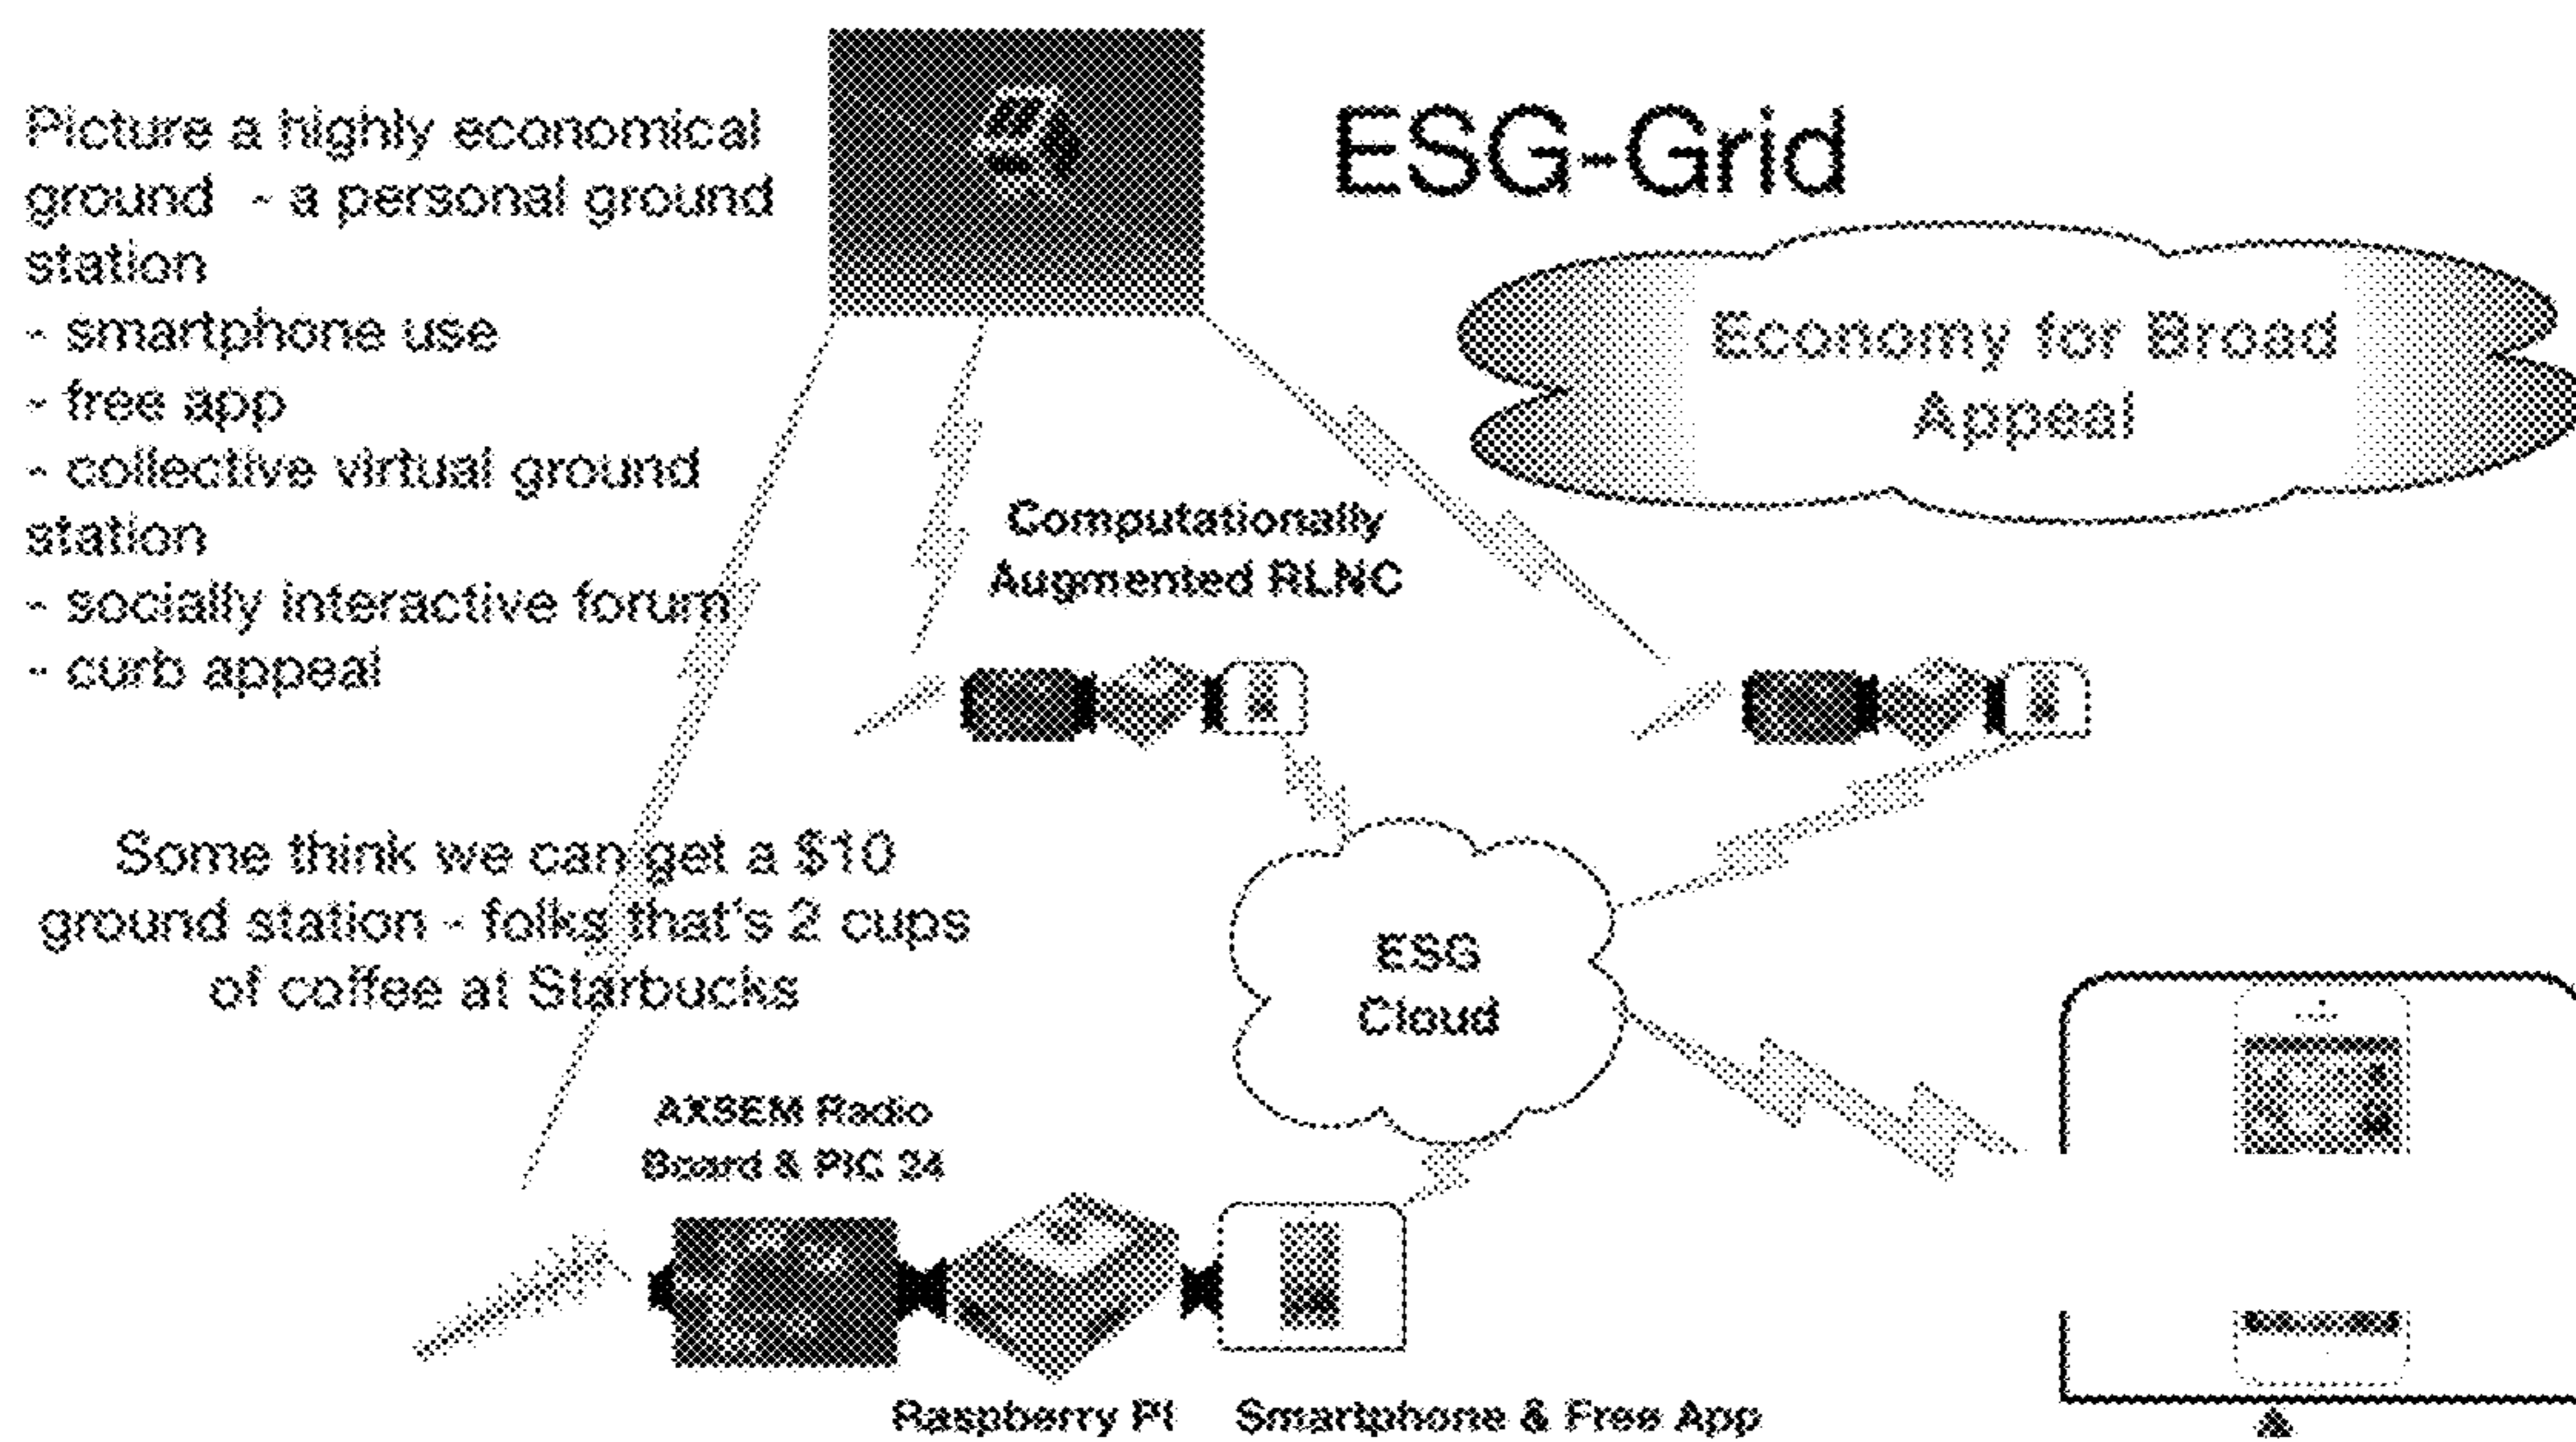 Picture a highly economical
ground - a personal ground
station
- smartphone use
- free app
- collective virtual ground
station
- socially interactive forum
- curb appeal
Some think we can get a $10
ground station - folks that's 2 cups
of coffee at Starbucks
ESG-Grid
Economy for Broad
Appeal
Computationally
Augmented RLNC
ESG
Cloud
AXSEM Radio
Board & PIC 24
Raspberry PI
Smartphone & Free App